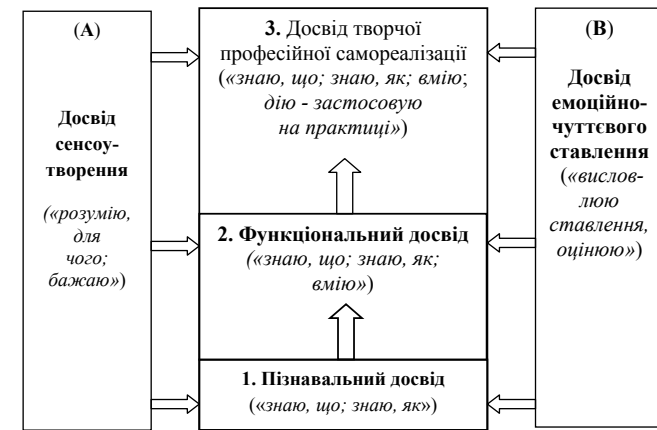 (А)
Досвід
сенсоу-
творення
(«розумію,
для
чого;
бажаю»)
3. Досвід творчої
професійної самореалізації
(«знаю, що; знаю, як; вмію;
дію - застосовую
на практиці»)
2. Функціональний досвід
(«знаю, що; знаю, як;
вмію»)
1. Пізнавальний досвід
(«знаю, що; знаю, як»)
(В)
Досвід
емоційно-
чуттєвого
ставлення
(«вислов-
люю
ставлення,
оцінюю»)